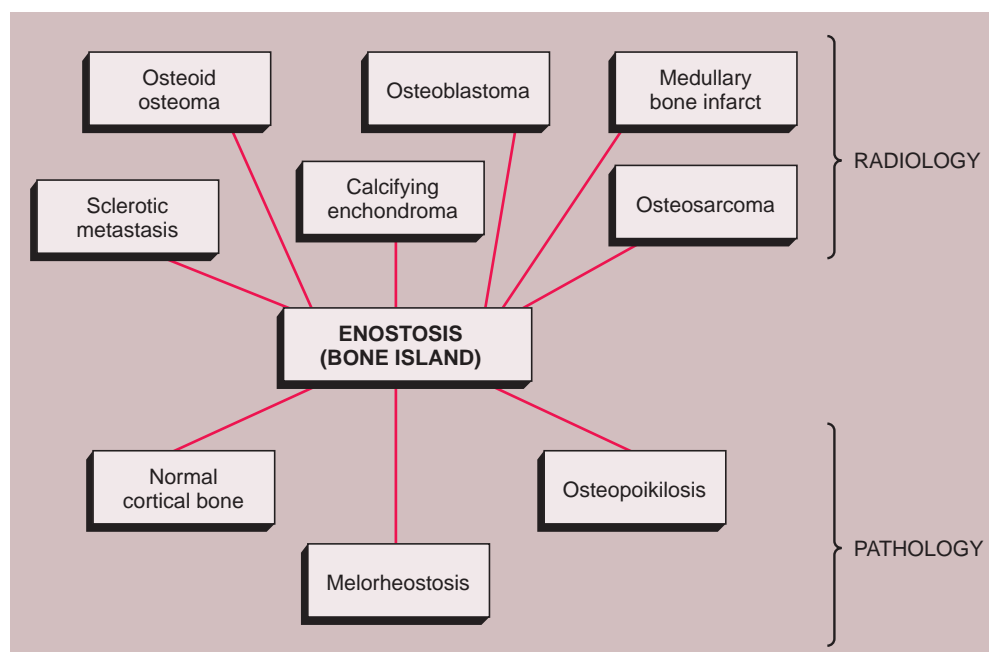 Osteoid
osteoma
Osteoblastoma
Medullary
bone infarct
RADIOLOGY
Sclerotic
metastasis
Calcifying
enchondroma
Osteosarcoma
ENOSTOSIS
(BONE ISLAND)
Normal
cortical bone
Osteopoikilosis
PATHOLOGY
Melorheostosis